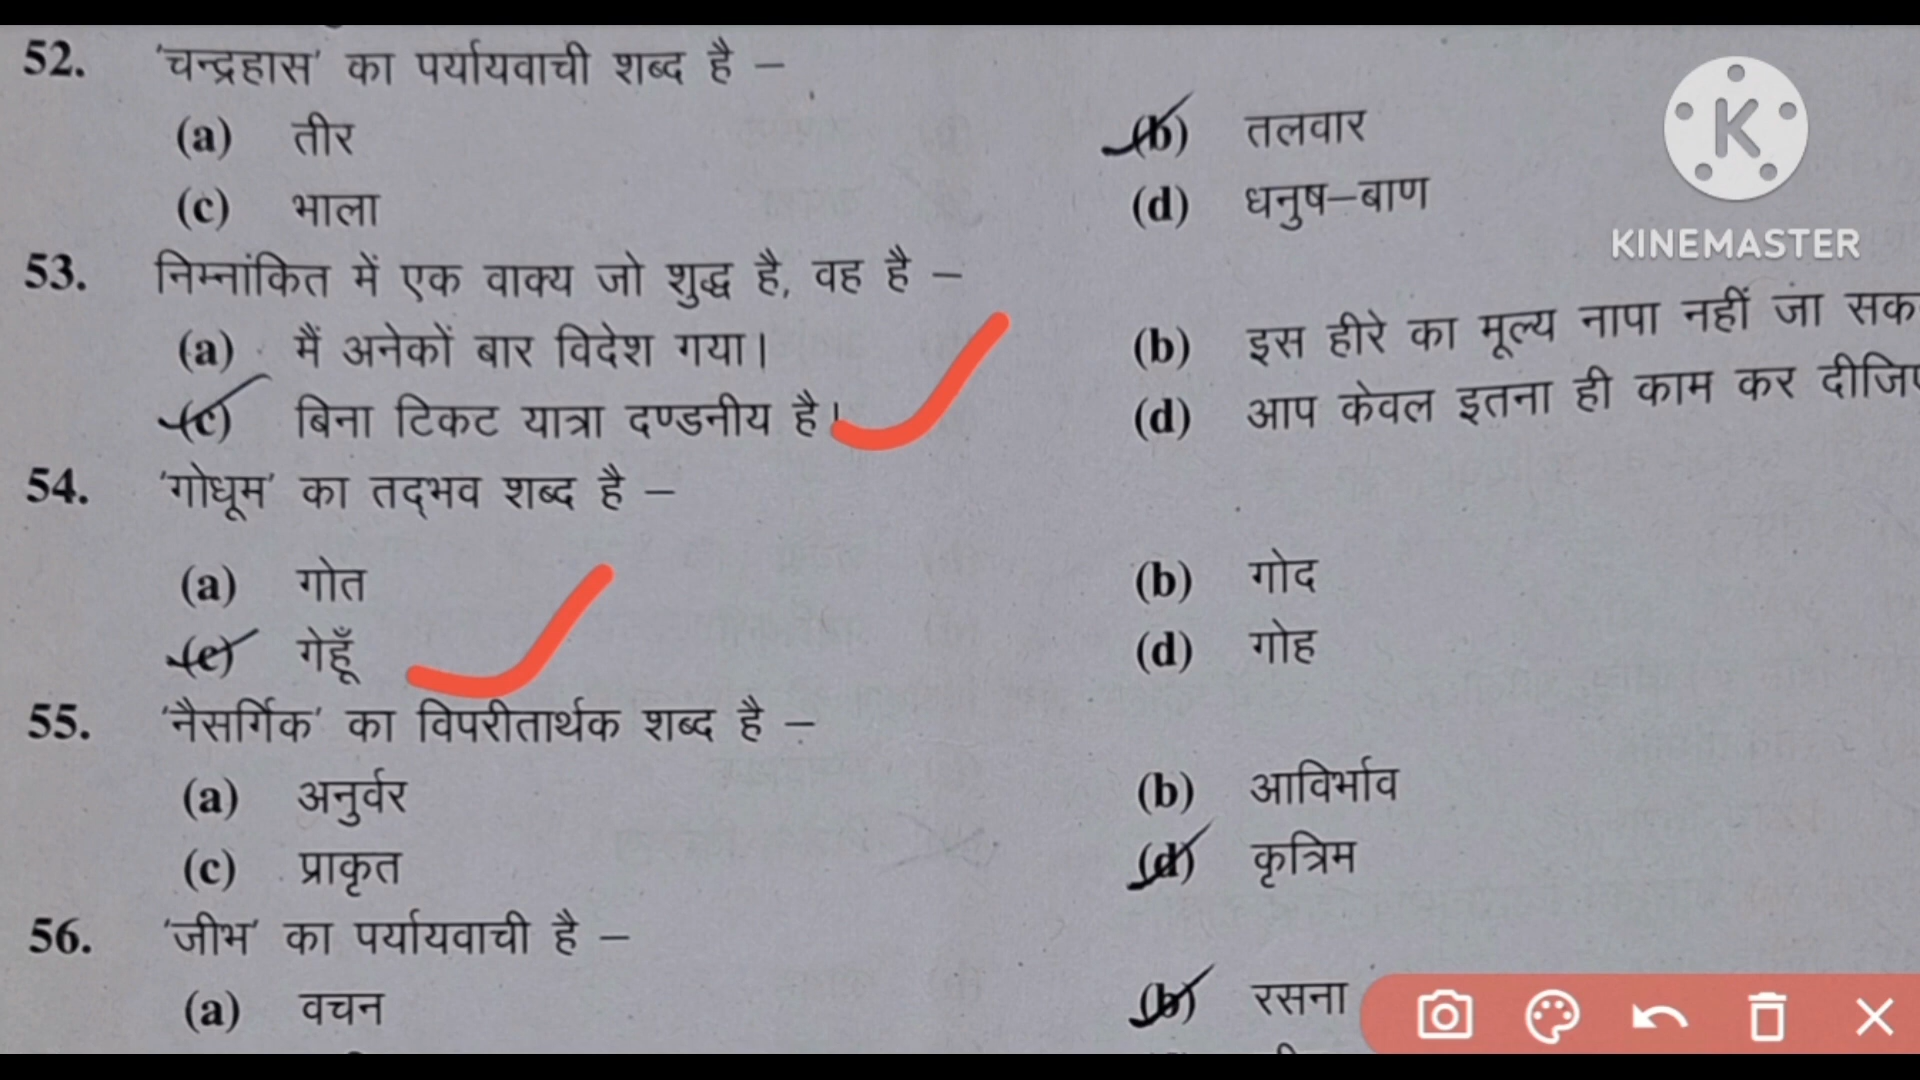 52. 'चन्द्रहास' का पर्यायवाची शब्द है –
(a) तीर (b) तलवार
(c) भाला (d) धनुष–बाण
53. निम्नांकित में एक वाक्य जो शुद्ध है, वह है –
(a) मैं अनेकों बार विदेश गया। (b) इस हीरे का मूल्य नापा नहीं जा सक
(c) बिना टिकट यात्रा दण्डनीय है। (d) आप केवल इतना ही काम कर दीजिए
54. 'गोधूम' का तद्भव शब्द है –
(a) गोत (b) गोद
(c) गेहूँ (d) गोह
55. 'नैसर्गिक' का विपरीतार्थक शब्द है –
(a) अनुर्वर (b) आविर्भाव
(c) प्राकृत (d) कृत्रिम
56. 'जीभ' का पर्यायवाची है –
(a) वचन (b) रसना
K
KINEMASTER